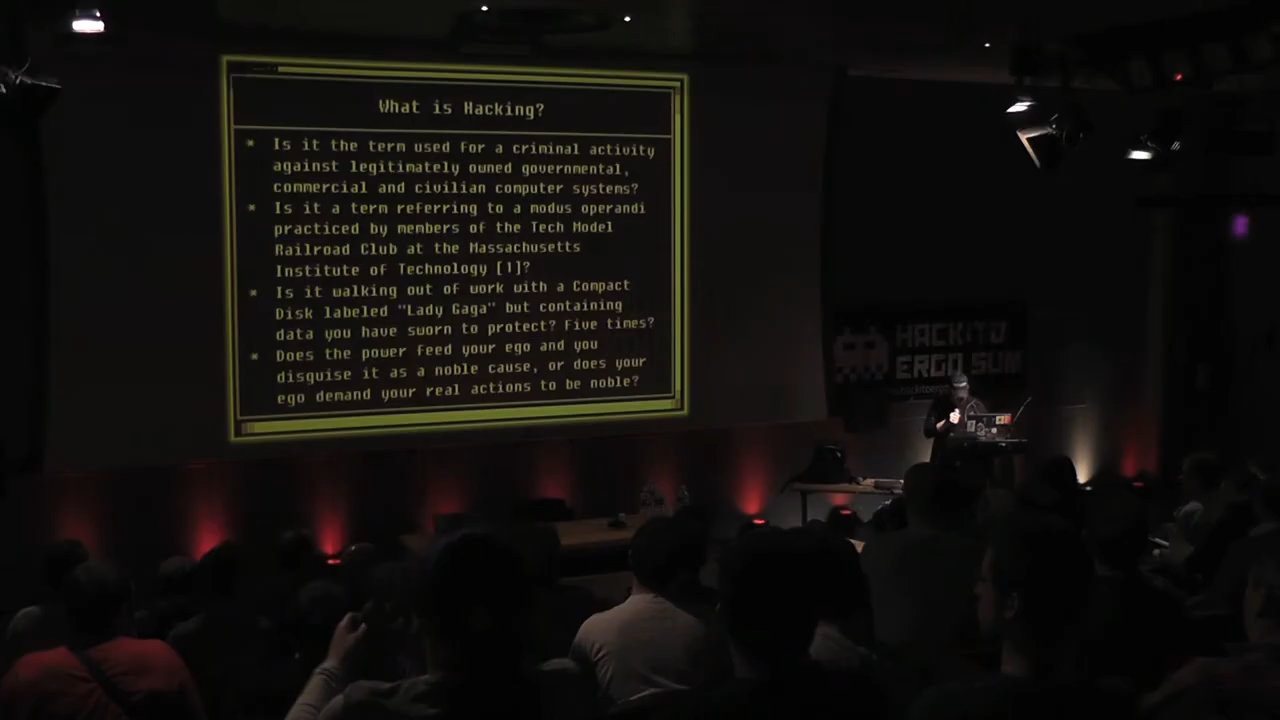 What is Hacking?
* Is it the term used for a criminal activity
against legitimately owned governmental,
commercial and civilian computer systems?
* Is it a term referring to a modus operandi
practiced by members of the Tech Model
Railroad Club at the Massachusetts
Institute of Technology [1]?
* Is it walking out of work with a Compact
Disk labeled "Lady Gaga" but containing
data you have sworn to protect? Five times?
* Does the power feed your ego and you
disguise it as a noble cause, or does your
ego demand your real actions to be noble?
HACKITO
ERGO SUM